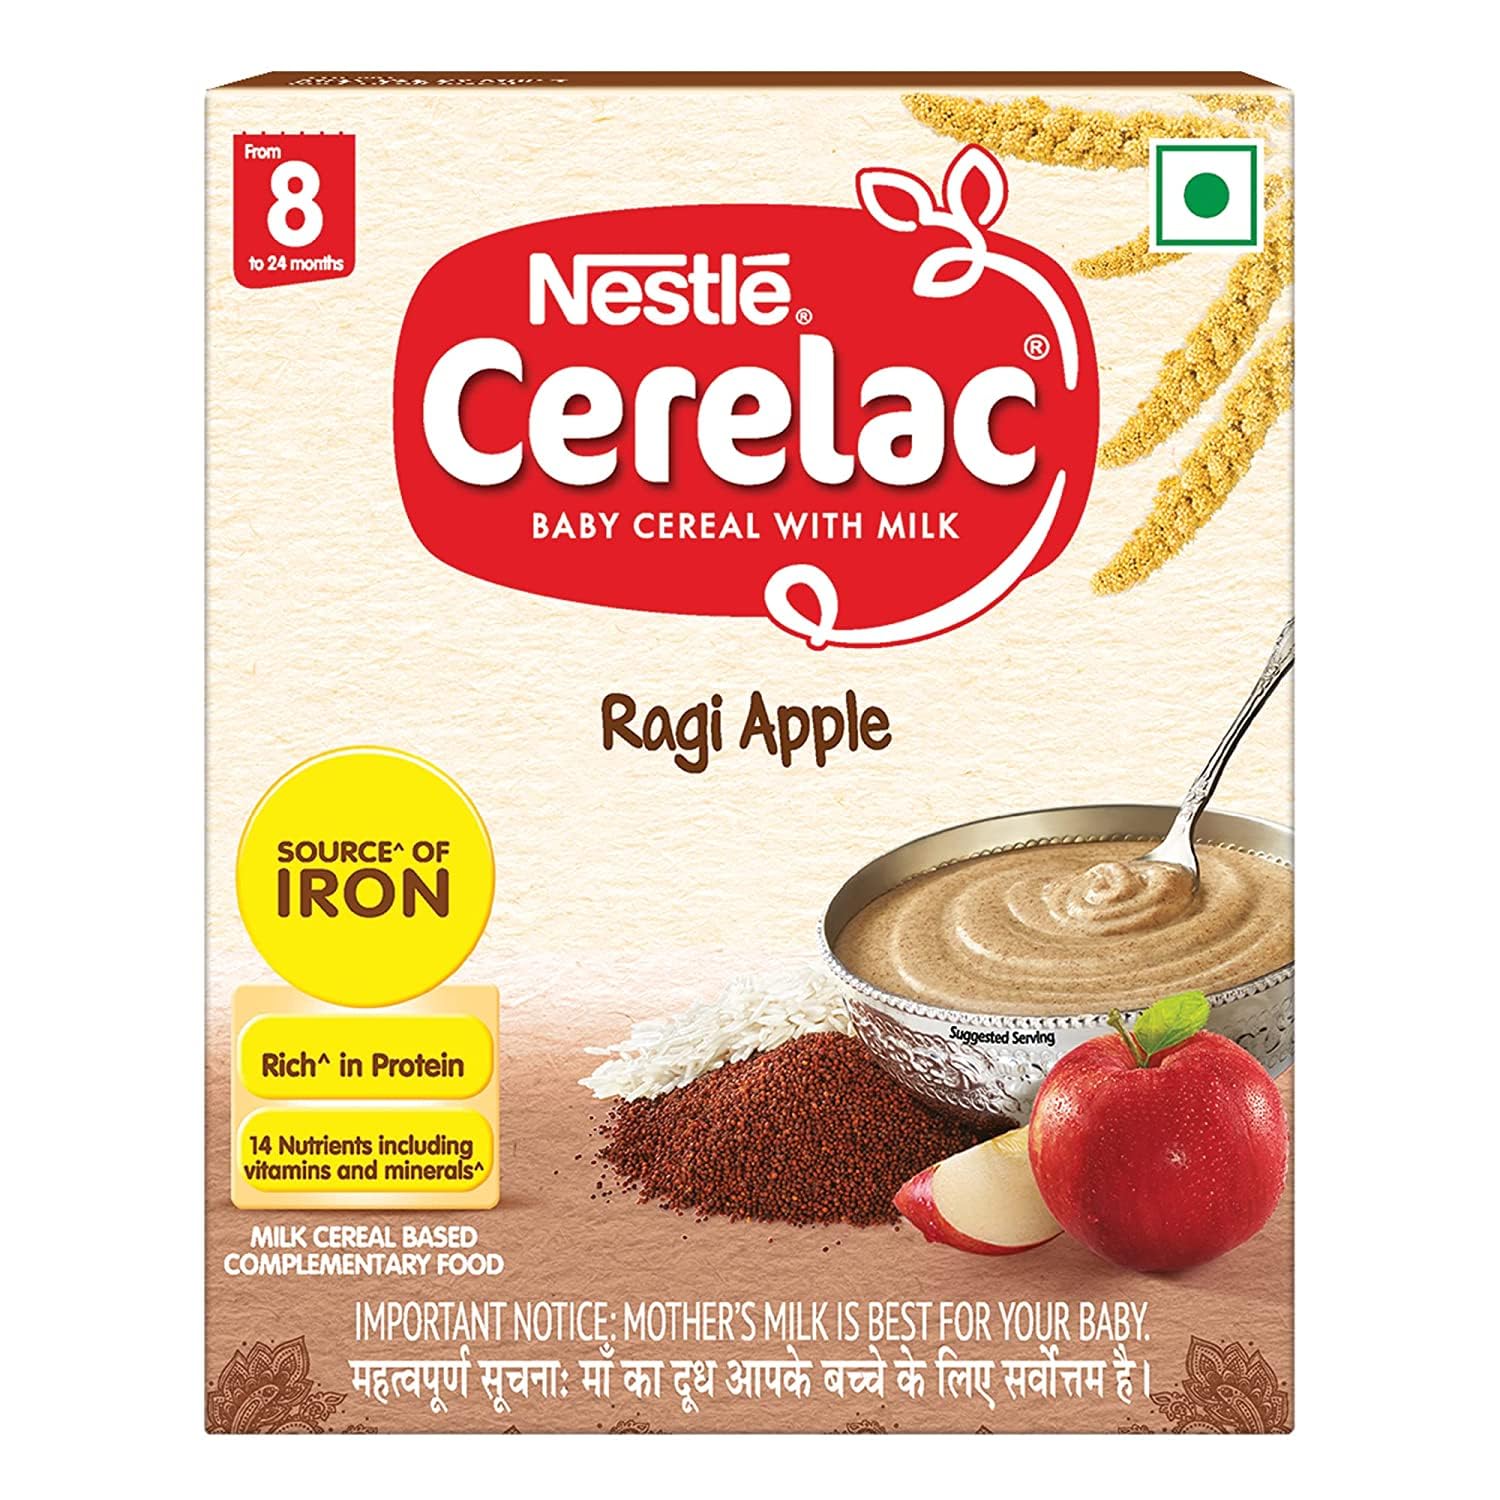 From
8
to 24 months
Nestlé®
Cerelac®
BABY CEREAL WITH MILK
Ragi Apple
SOURCE^ OF
IRON
Rich^ in Protein
14 Nutrients including
vitamins and minerals^
MILK CEREAL BASED
COMPLEMENTARY FOOD
Suggested Serving
IMPORTANT NOTICE: MOTHER'S MILK IS BEST FOR YOUR BABY.
महत्वपूर्ण सूचना: माँ का दूध आपके बच्चे के लिए सर्वोत्तम है।